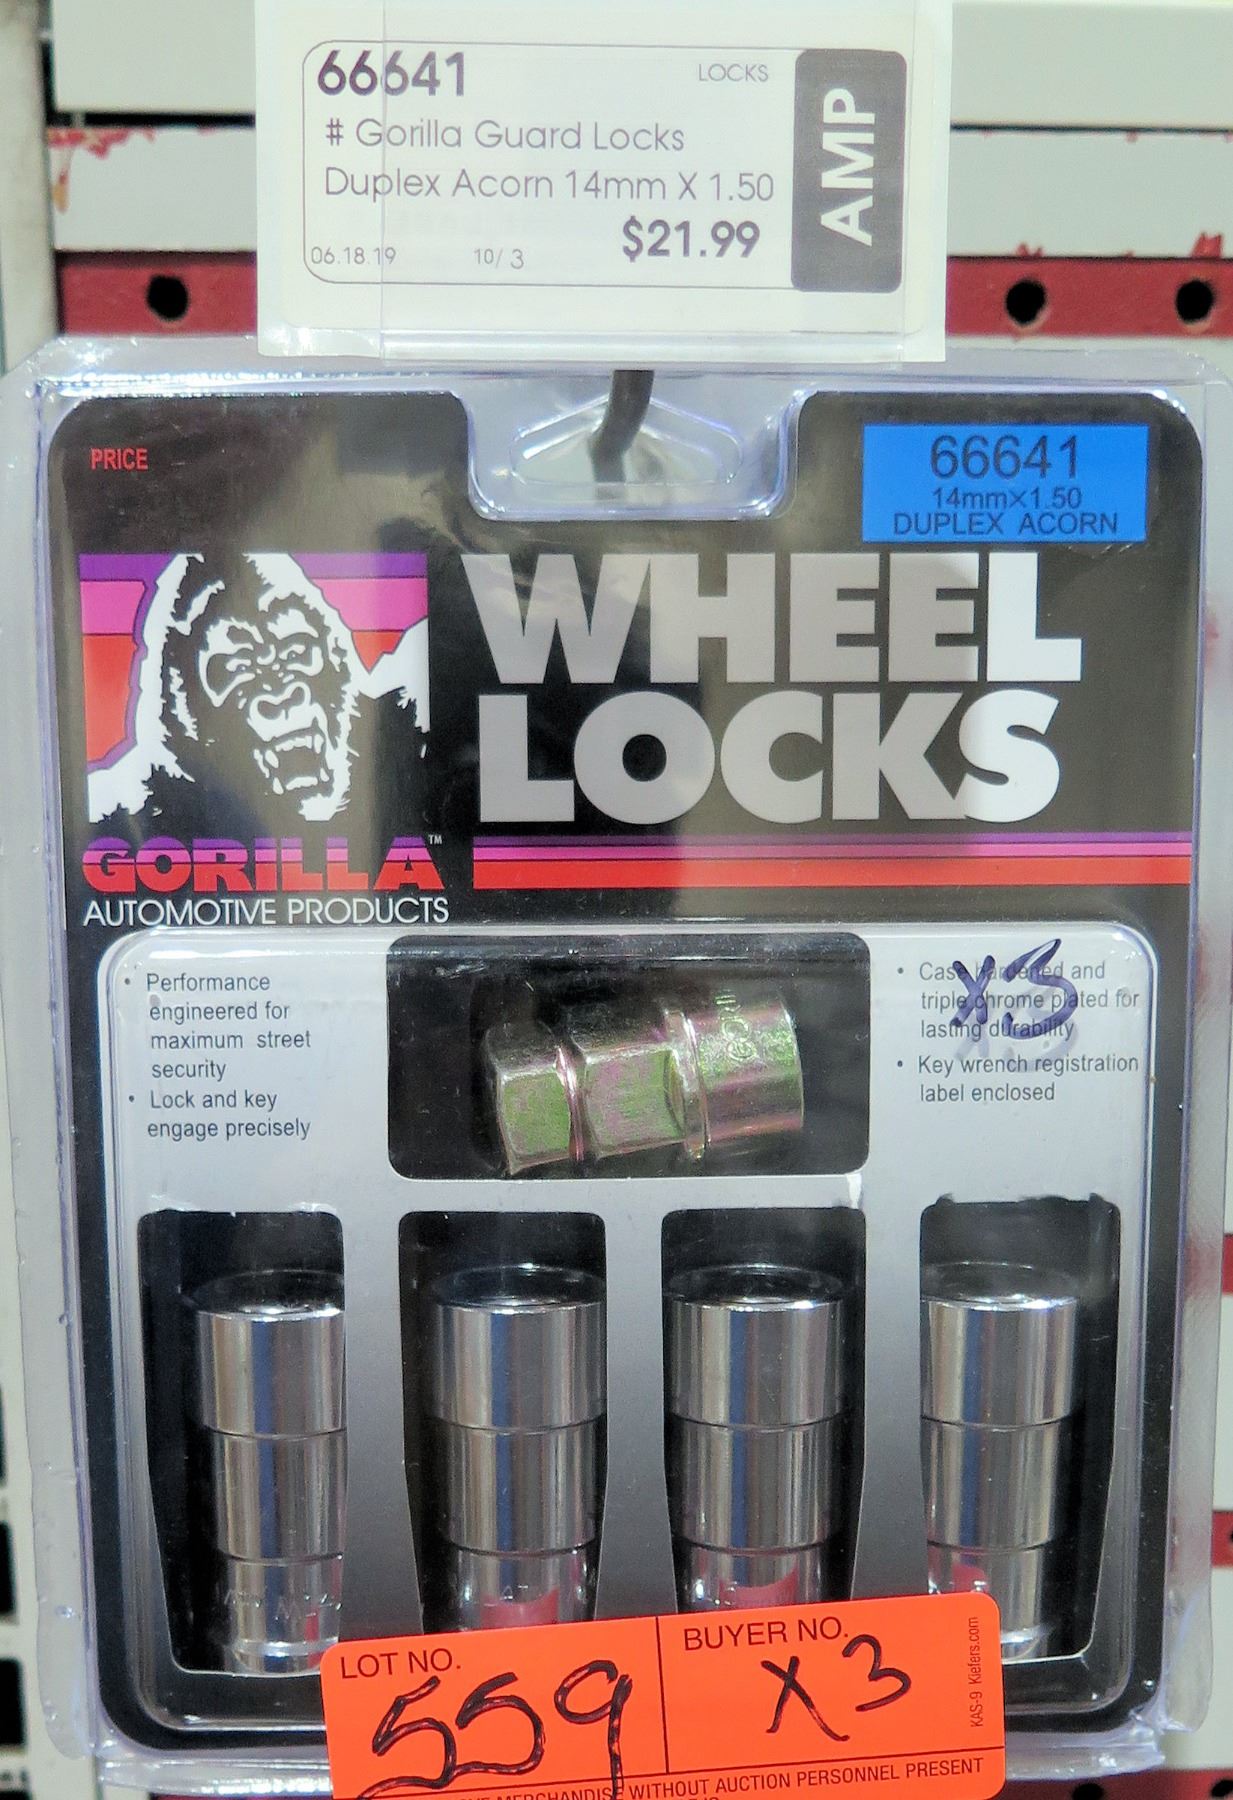 66641
LOCKS
# Gorilla Guard Locks
Duplex Acorn 14mm X 1.50
$21.99
06.18.19
10/ 3
AMP
PRICE
66641
14mm×1.50
DUPLEX ACORN
WHEEL
LOCKS
GORILLA™
AUTOMOTIVE PRODUCTS
• Performance
engineered for
maximum street
security
• Lock and key
engage precisely
• Case hardened and
triple chrome plated for
lasting durability
• Key wrench registration
label enclosed
X3
LOT NO.
559
BUYER NO.
X3
KAS-9 Kiefers.com
MERCHANDISE WITHOUT AUCTION PERSONNEL PRESENT